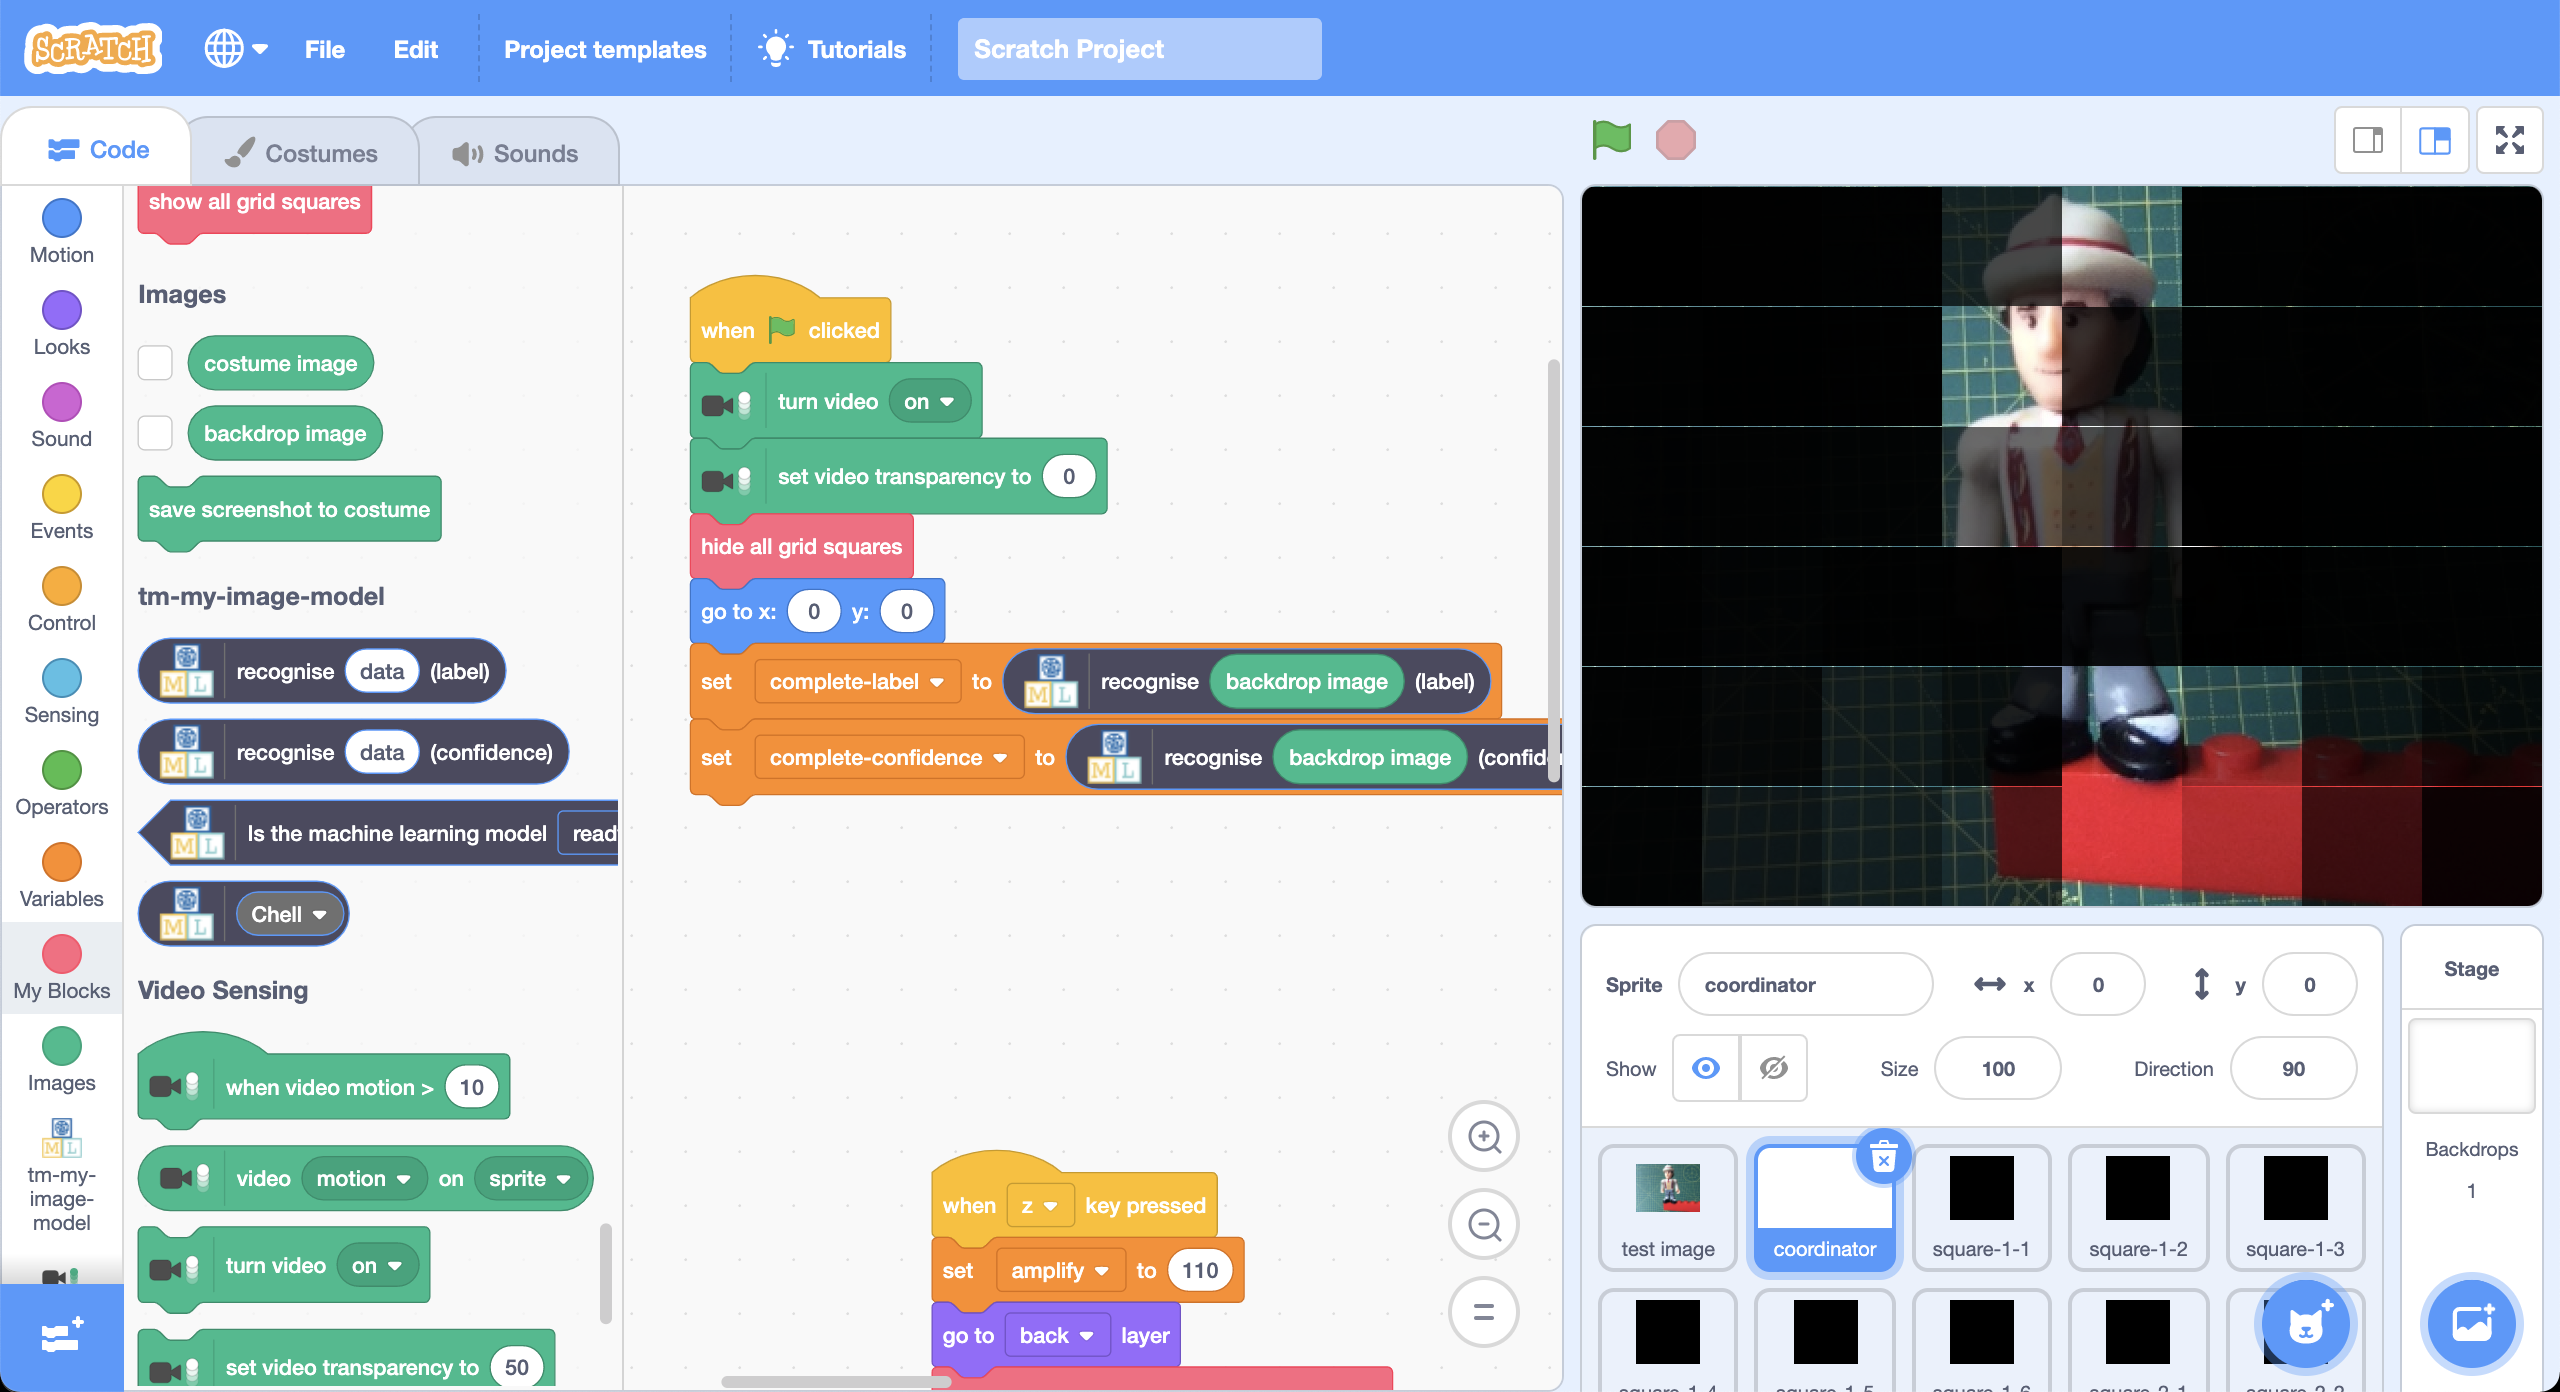 SCRATCH
File
Edit
Project templates
Tutorials
Scratch Project
Code
Costumes
Sounds
Motion
Looks
Sound
Events
Control
Sensing
Operators
Variables
My Blocks
Images
tm-my-
image-
model
show all grid squares
Images
costume image
backdrop image
save screenshot to costume
tm-my-image-model
M L recognise data (label)
M L recognise data (confidence)
M L Is the machine learning model
M L Chell
Video Sensing
when video motion > 10
video motion on sprite
turn video on
set video transparency to 50
when clicked
turn video on
set video transparency to 0
hide all grid squares
go to x: 0 y: 0
set complete-label to M L recognise backdrop image (label)
set complete-confidence to M L recognise backdrop image
when z key pressed
set amplify to 110
go to back layer
Sprite coordinator x 0 y 0
Show Size 100 Direction 90
test image
coordinator
square-1-1
square-1-2
square-1-3
Stage
Backdrops
1